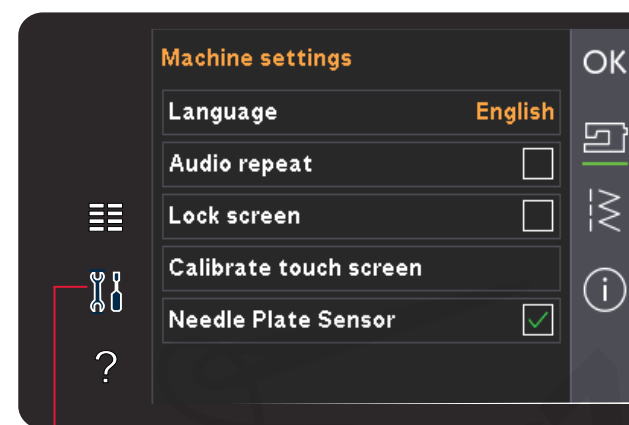 Machine settings
OK
Language English
Audio repeat
Lock screen
Calibrate touch screen
Needle Plate Sensor
?
i